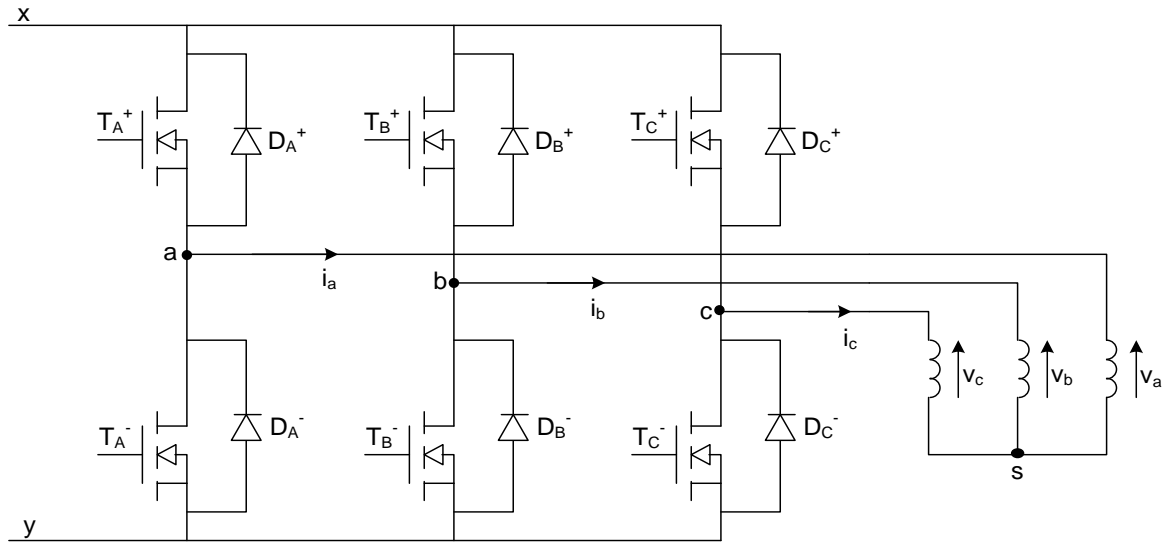 x
T_A^+ D_A^+ T_B^+ D_B^+ T_C^+ D_C^+
a
i_a
b
i_b
c
i_c
v_c v_b v_a
T_A^- D_A^- T_B^- D_B^- T_C^- D_C^-
s
y